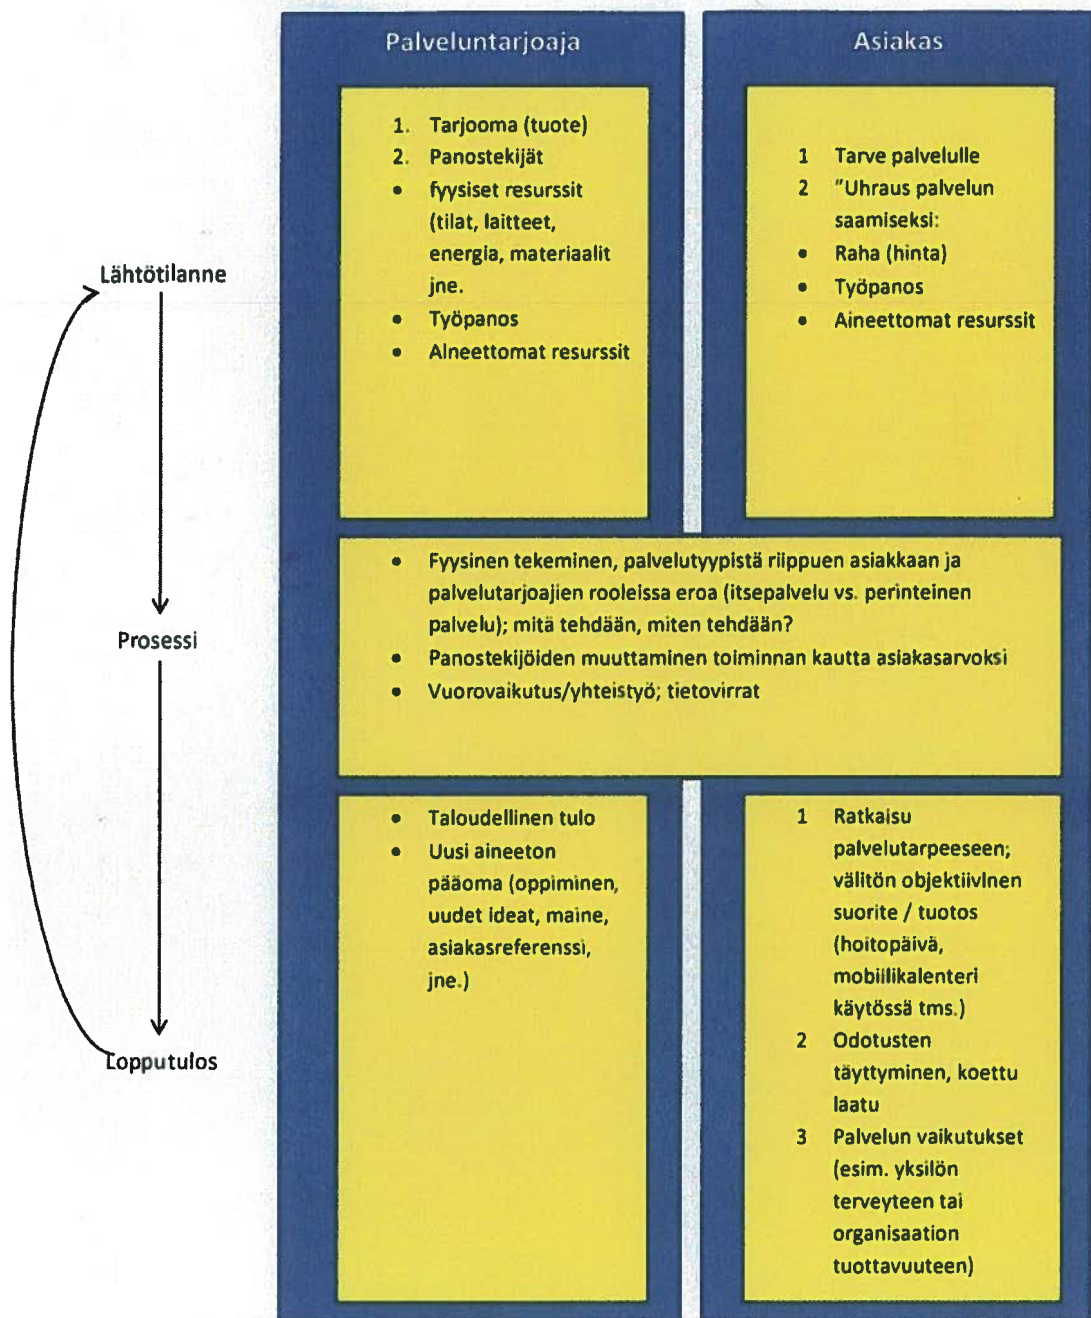 Palveluntarjoaja
Asiakas
1. Tarjooma (tuote)
2. Panostekijät
• fyysiset resurssit
(tilat, laitteet,
energia, materiaalit
jne.
• Työpanos
• Aineettomat resurssit
1 Tarve palvelulle
2 "Uhraus palvelun
saamiseksi:
• Raha (hinta)
• Työpanos
• Aineettomat resurssit
Lähtötilanne
• Fyysinen tekeminen, palvelutyypistä riippuen asiakkaan ja
palvelutarjoajien rooleissa eroa (itsepalvelu vs. perinteinen
palvelu); mitä tehdään, miten tehdään?
• Panostekijöiden muuttaminen toiminnan kautta asiakasarvoksi
• Vuorovaikutus/yhteistyö; tietovirrat
Prosessi
• Taloudellinen tulo
• Uusi aineeton
pääoma (oppiminen,
uudet ideat, maine,
asiakasreferenssi,
jne.)
1 Ratkaisu
palvelutarpeeseen;
välitön objektiivinen
suorite / tuotos
(hoitopäivä,
mobiilikalenteri
käytössä tms.)
2 Odotusten
täyttyminen, koettu
laatu
3 Palvelun vaikutukset
(esim. yksilön
terveyteen tai
organisaation
tuottavuuteen)
Lopputulos